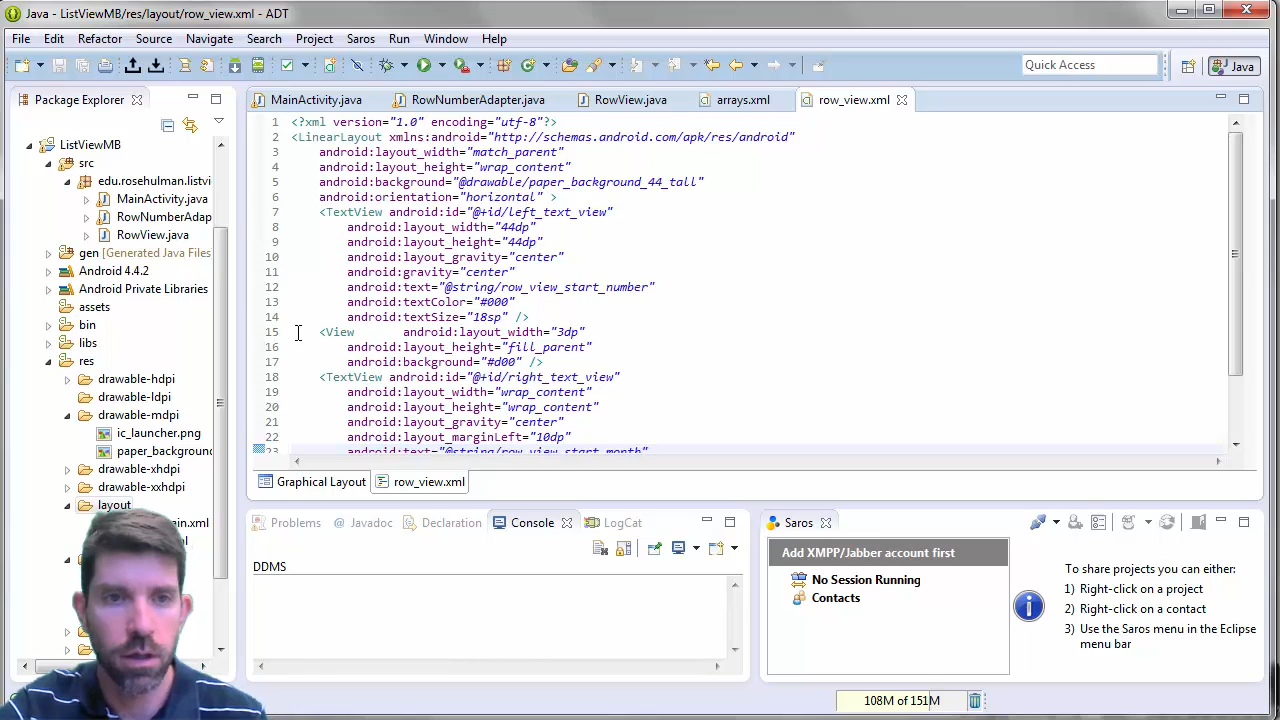 Java - ListViewMB/res/layout/row_view.xml - ADT
File Edit Refactor Source Navigate Search Project Saros Run Window Help
Quick Access
Java
Package Explorer
MainActivity.java
RowNumberAdapter.java
RowView.java
arrays.xml
row_view.xml
ListViewMB
src
edu.rosehulman.listvi
MainActivity.java
RowNumberAdap
RowView.java
gen [Generated Java Files
Android 4.4.2
Android Private Libraries
assets
bin
libs
res
drawable-hdpi
drawable-ldpi
drawable-mdpi
ic_launcher.png
paper_background
drawable-xhdpi
drawable-xxhdpi
layout
1 <?xml version="1.0" encoding="utf-8"?>
2 <LinearLayout xmlns:android="http://schemas.android.com/apk/res/android"
3 android:layout_width="match_parent"
4 android:layout_height="wrap_content"
5 android:background="@drawable/paper_background_44_tall"
6 android:orientation="horizontal" >
7 <TextView android:id="@+id/left_text_view"
8 android:layout_width="44dp"
9 android:layout_height="44dp"
10 android:layout_gravity="center"
11 android:gravity="center"
12 android:text="@string/row_view_start_number"
13 android:textColor="#000"
14 android:textSize="18sp" />
15 <View android:layout_width="3dp"
16 android:layout_height="fill_parent"
17 android:background="#d00" />
18 <TextView android:id="@+id/right_text_view"
19 android:layout_width="wrap_content"
20 android:layout_height="wrap_content"
21 android:layout_gravity="center"
22 android:layout_marginLeft="10dp"
23 android:text="@string/row_view_start_month"
Graphical Layout
row_view.xml
Problems
Javadoc
Declaration
Console
LogCat
DDMS
Saros
Add XMPP/Jabber account first
No Session Running
Contacts
To share projects you can either:
1) Right-click on a project
2) Right-click on a contact
3) Use the Saros menu in the Eclipse
menu bar
108M of 151M